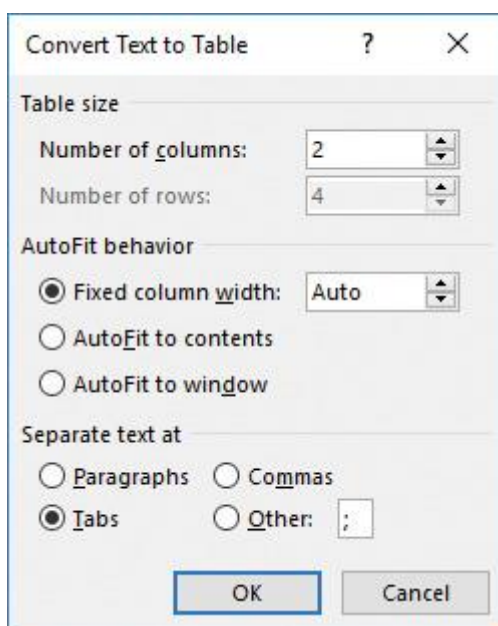 Convert Text to Table ? ×
Table size
Number of columns: 2
Number of rows: 4
AutoFit behavior
Fixed column width: Auto
AutoFit to contents
AutoFit to window
Separate text at
Paragraphs Commas
Tabs Other: ;
OK Cancel